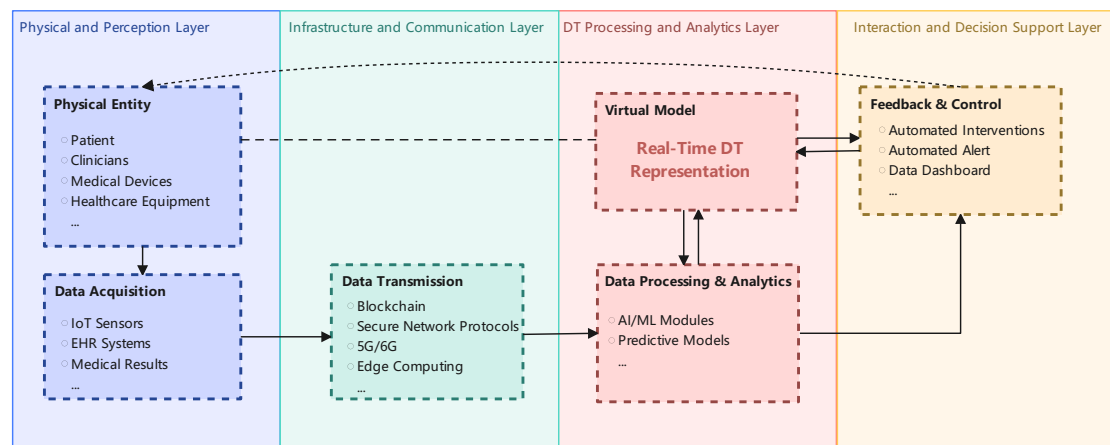 Physical and Perception Layer
Infrastructure and Communication Layer
DT Processing and Analytics Layer
Interaction and Decision Support Layer
Physical Entity
Patient
Clinicians
Medical Devices
Healthcare Equipment
...
Virtual Model
Real-Time DT
Representation
Feedback & Control
Automated Interventions
Automated Alert
Data Dashboard
...
Data Acquisition
IoT Sensors
EHR Systems
Medical Results
...
Data Transmission
Blockchain
Secure Network Protocols
5G/6G
Edge Computing
...
Data Processing & Analytics
AI/ML Modules
Predictive Models
...